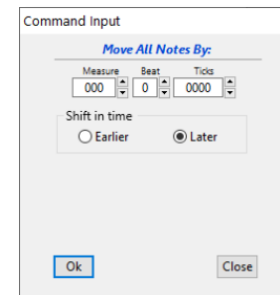 Command Input
Move All Notes By:
Measure Beat Ticks
000 0 0000
Shift in time
Earlier Later
Ok Close